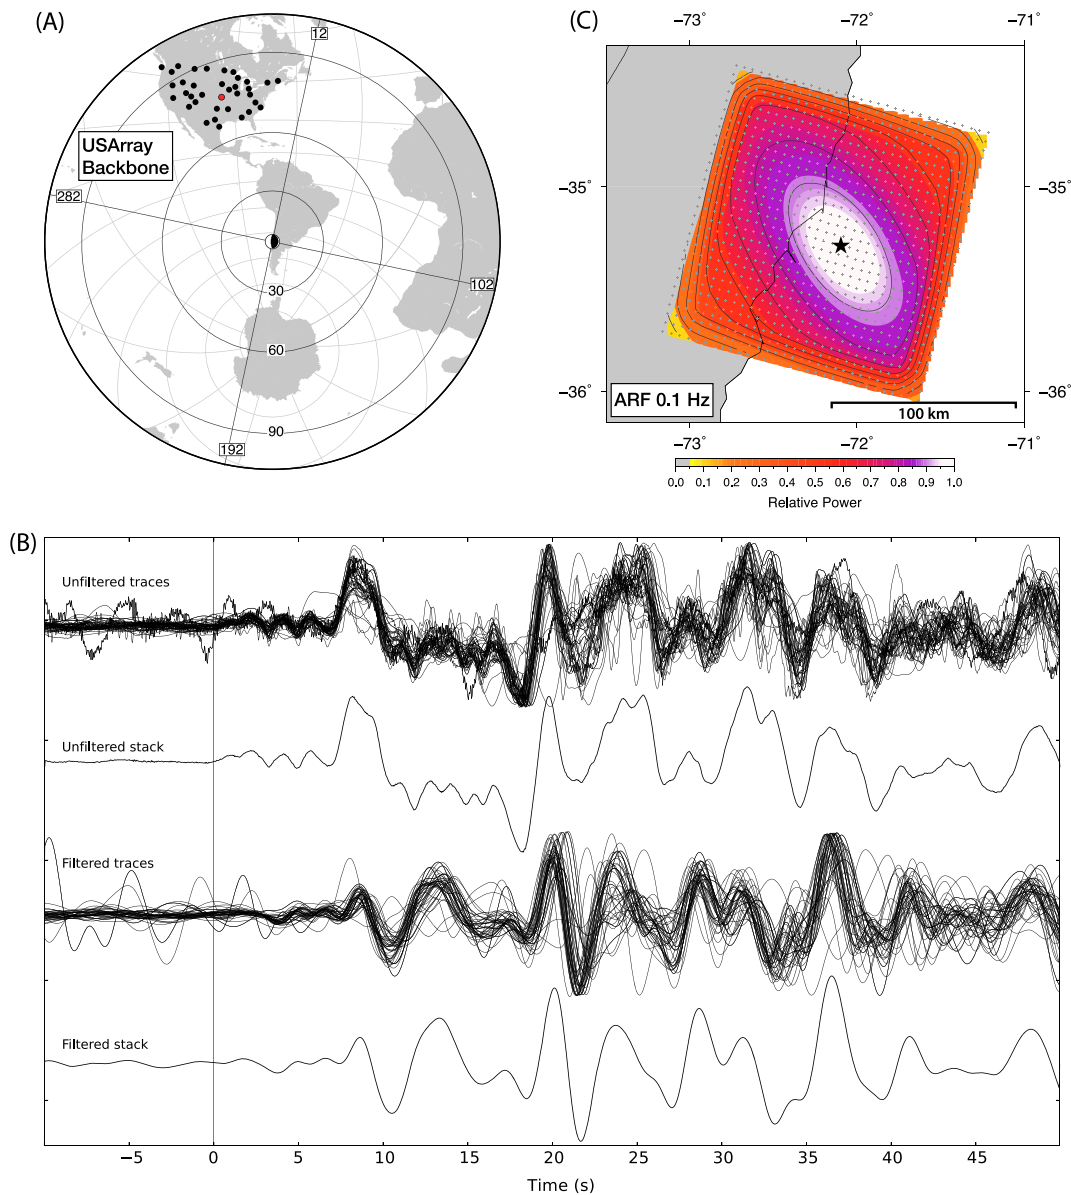 (A)
12
USArray
Backbone
282
102
30
60
90
192
(C)
−73˚ −72˚ −71˚
−35˚ −35˚
−36˚ −36˚
ARF 0.1 Hz
100 km
−73˚ −72˚ −71˚
0.0 0.1 0.2 0.3 0.4 0.5 0.6 0.7 0.8 0.9 1.0
Relative Power
(B)
Unfiltered traces
Unfiltered stack
Filtered traces
Filtered stack
−5 0 5 10 15 20 25 30 35 40 45
Time (s)